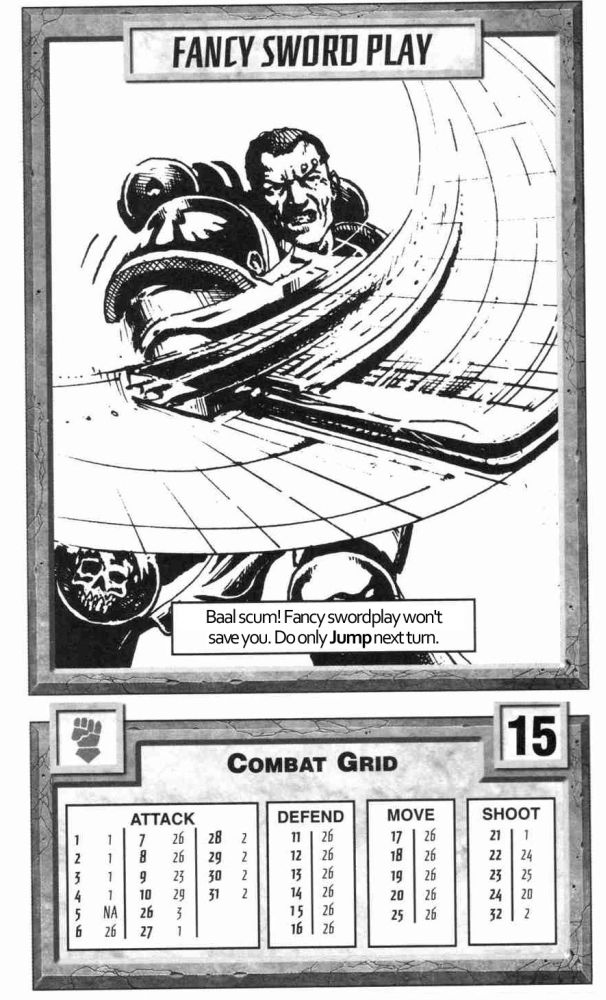 FANCY SWORD PLAY
Baal scum! Fancy swordplay won't
save you. Do only Jump next turn.
15
COMBAT GRID
ATTACK
1 1 7 26 28 2
2 1 8 26 29 2
3 1 9 23 30 2
4 1 10 29 31 2
5 NA 26 3
6 26 27 1
DEFEND
11 26
12 26
13 26
14 26
15 26
16 26
MOVE
17 26
18 26
19 26
20 26
25 26
SHOOT
21 1
22 24
23 25
24 20
32 2